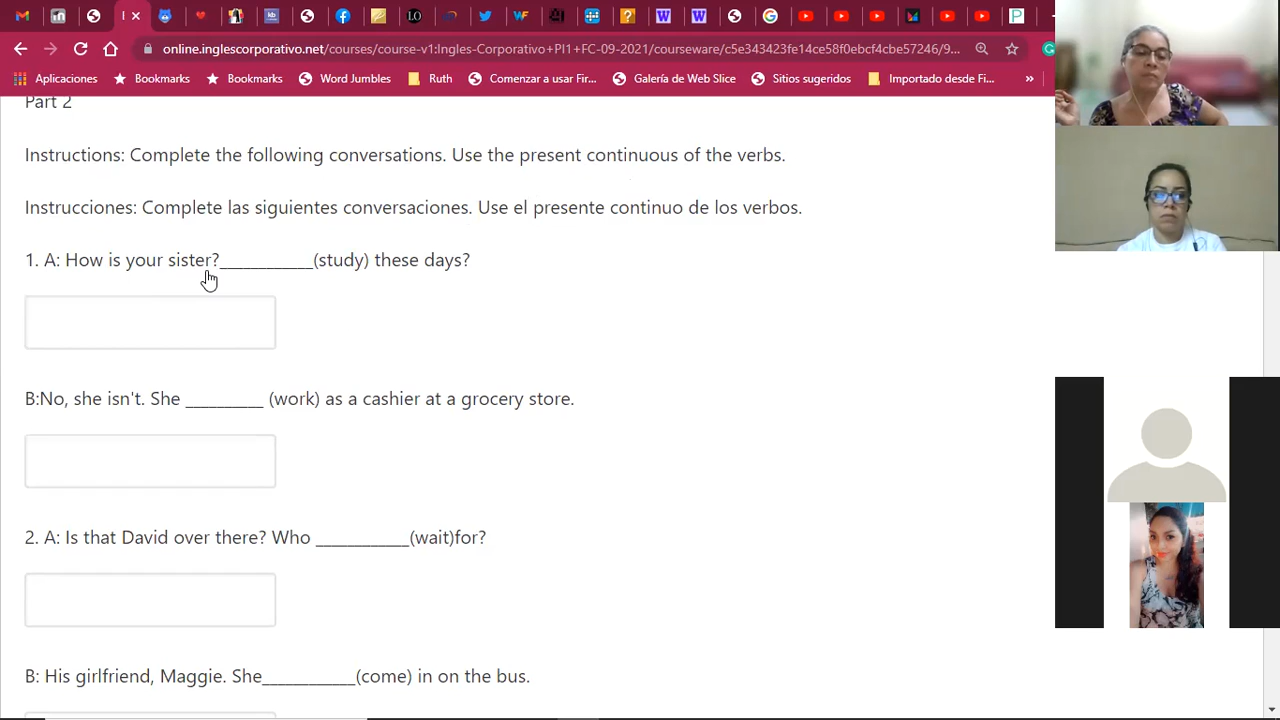 online.inglescorporativo.net/courses/course-v1:Ingles-Corporativo+PI1+FC-09-2021/courseware/c5e343423fe14ce58f0ebcf4cbe57246/9...
Aplicaciones Bookmarks Bookmarks Word Jumbles Ruth Comenzar a usar Fir... Galería de Web Slice Sitios sugeridos Importado desde Fi... »
Part 2
Instructions: Complete the following conversations. Use the present continuous of the verbs.
Instrucciones: Complete las siguientes conversaciones. Use el presente continuo de los verbos.
1. A: How is your sister?____________(study) these days?
B:No, she isn't. She __________ (work) as a cashier at a grocery store.
2. A: Is that David over there? Who ____________(wait)for?
B: His girlfriend, Maggie. She____________(come) in on the bus.